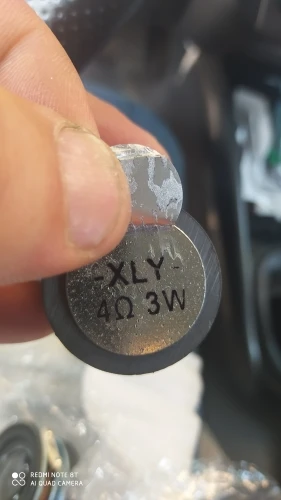 -XLY-
4Ω 3W
REDMI NOTE 8T
AI QUAD CAMERA